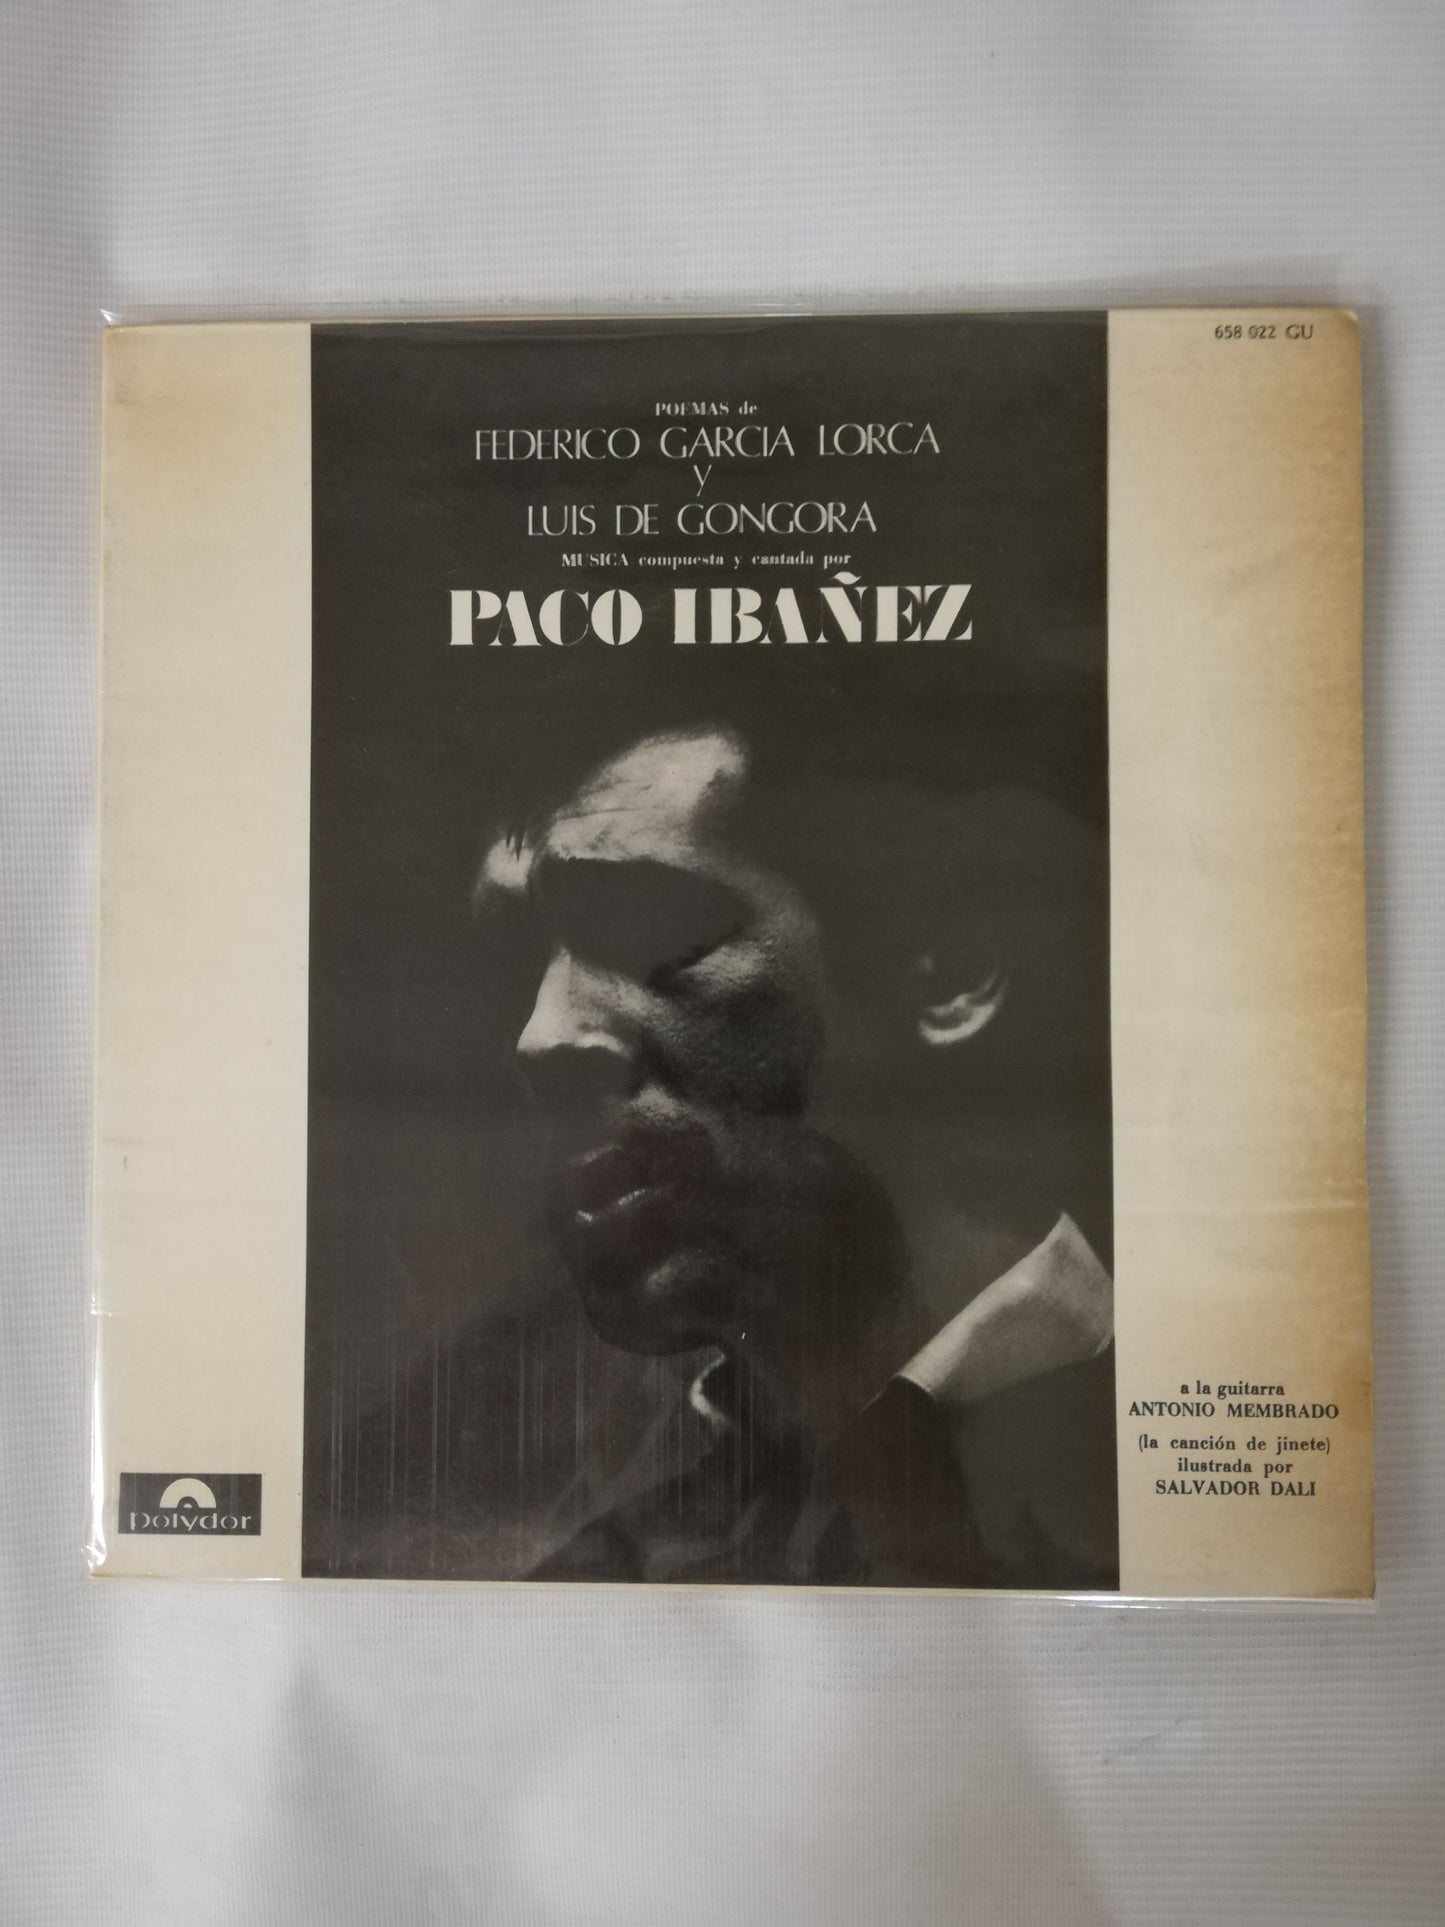 658 022 GU
POEMAS de
FEDERICO GARCIA LORCA
y
LUIS DE GONGORA
MUSICA compuesta y cantada por
PACO IBAÑEZ
a la guitarra
ANTONIO MEMBRADO
(la canción de jinete)
ilustrada por
SALVADOR DALI
Polydor